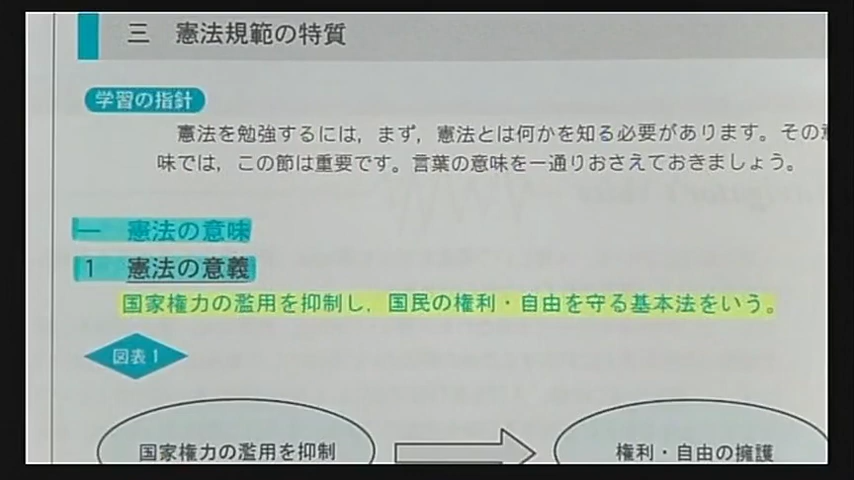 三 憲法規範の特質
学習の指針
憲法を勉強するには，まず，憲法とは何かを知る必要があります。その意
味では，この節は重要です。言葉の意味を一通りおさえておきましょう。
一 憲法の意味
1 憲法の意義
国家権力の濫用を抑制し，国民の権利・自由を守る基本法をいう。
図表1
国家権力の濫用を抑制
権利・自由の擁護